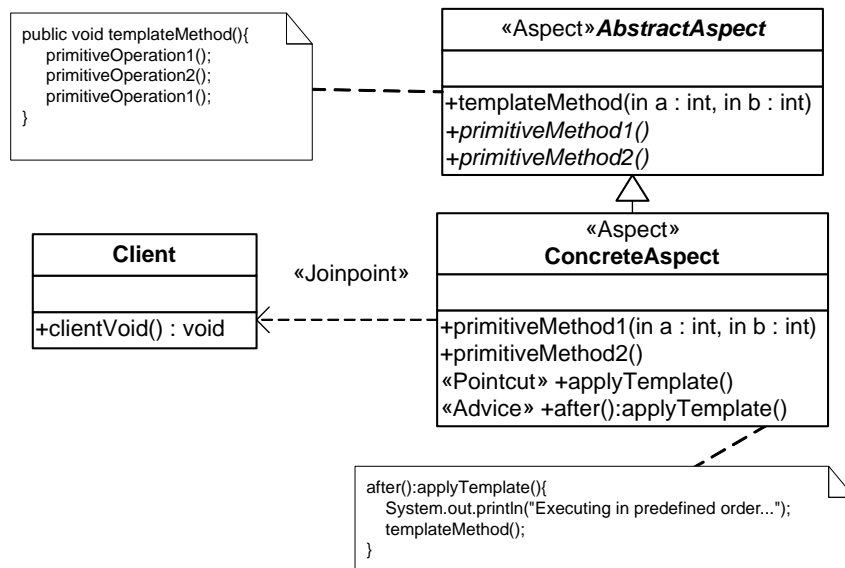 public void templateMethod(){
primitiveOperation1();
primitiveOperation2();
primitiveOperation1();
}
«Aspect»AbstractAspect
+templateMethod(in a : int, in b : int)
+primitiveMethod1()
+primitiveMethod2()
Client
+clientVoid() : void
«Joinpoint»
«Aspect»
ConcreteAspect
+primitiveMethod1(in a : int, in b : int)
+primitiveMethod2()
«Pointcut» +applyTemplate()
«Advice» +after():applyTemplate()
after():applyTemplate(){
System.out.println("Executing in predefined order...");
templateMethod();
}